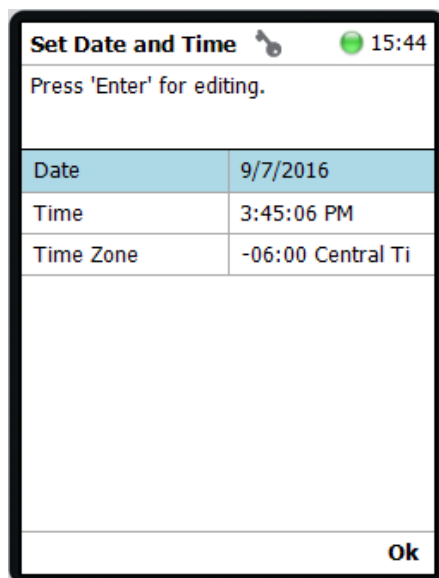 Set Date and Time 15:44
Press 'Enter' for editing.
Date 9/7/2016
Time 3:45:06 PM
Time Zone -06:00 Central Ti
Ok